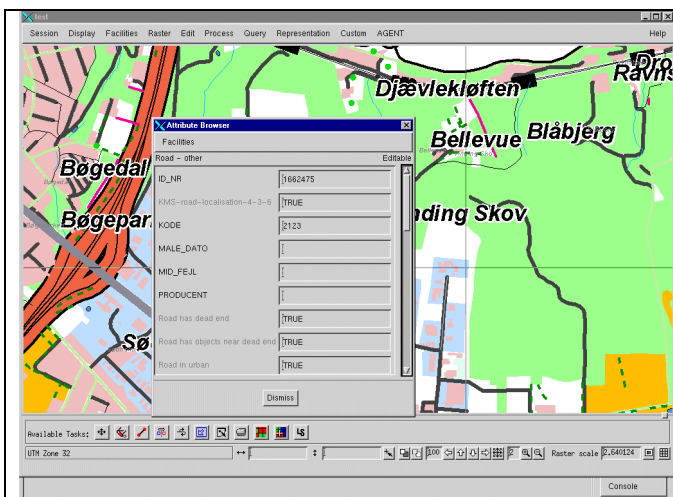 test
Session Display Facilities Raster Edit Process Query Representation Custom AGENT Help
Dro
Ravns
Djævlekløften
Bellevue
Blåbjerg
Attribute Browser
Facilities
Road - other Editable
ID_NR 1662475
KMS-road-localisation-4-3-6 TRUE
KODE 2123
MALE_DATO
MID_FEJL
PRODUCENT
Road has dead end TRUE
Road has objects near dead end TRUE
Road in urban TRUE
Dismiss
Bøgedal
Bøgepar
nding Skov
Sø
Available Tasks:
LS
UTM Zone 32 100 2 Raster scale 2,640124
Console